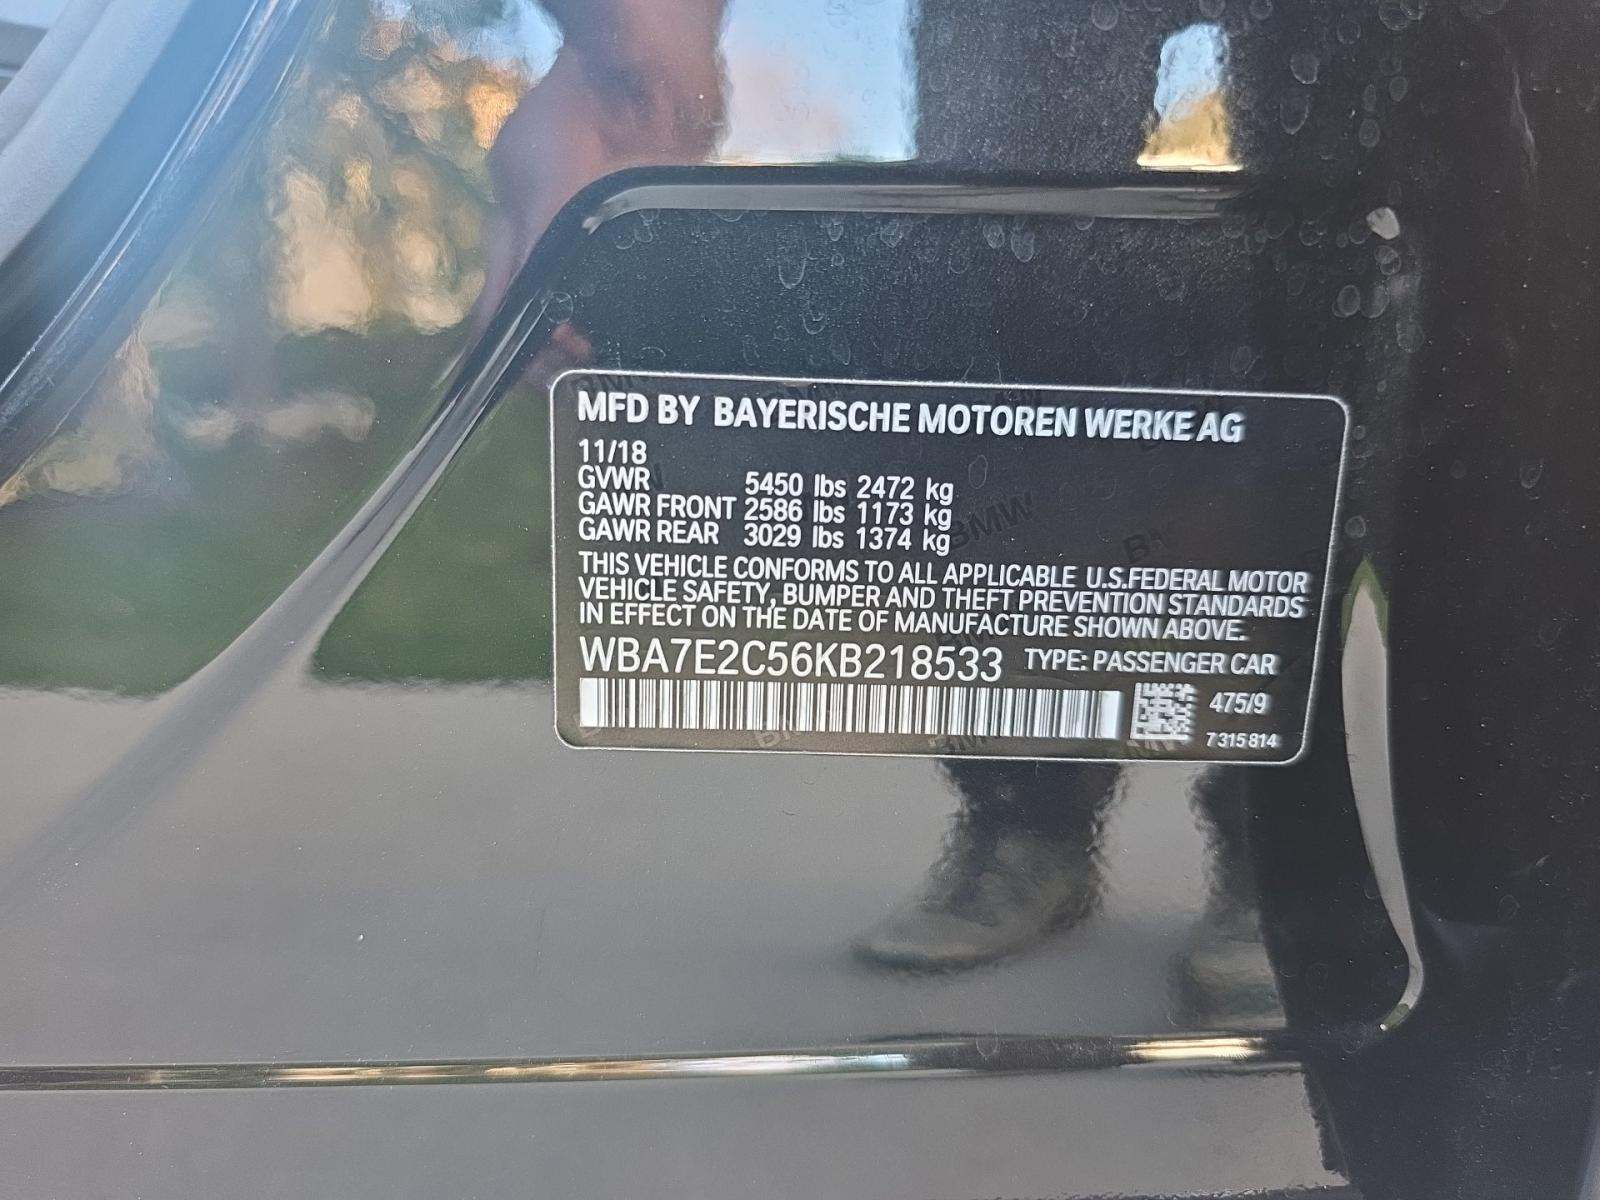 MFD BY BAYERISCHE MOTOREN WERKE AG
11/18
GVWR 5450 lbs 2472 kg
GAWR FRONT 2586 lbs 1173 kg
GAWR REAR 3029 lbs 1374 kg
THIS VEHICLE CONFORMS TO ALL APPLICABLE U.S.FEDERAL MOTOR
VEHICLE SAFETY, BUMPER AND THEFT PREVENTION STANDARDS
IN EFFECT ON THE DATE OF MANUFACTURE SHOWN ABOVE.
WBA7E2C56KB218533 TYPE: PASSENGER CAR
475/9
7 315 814